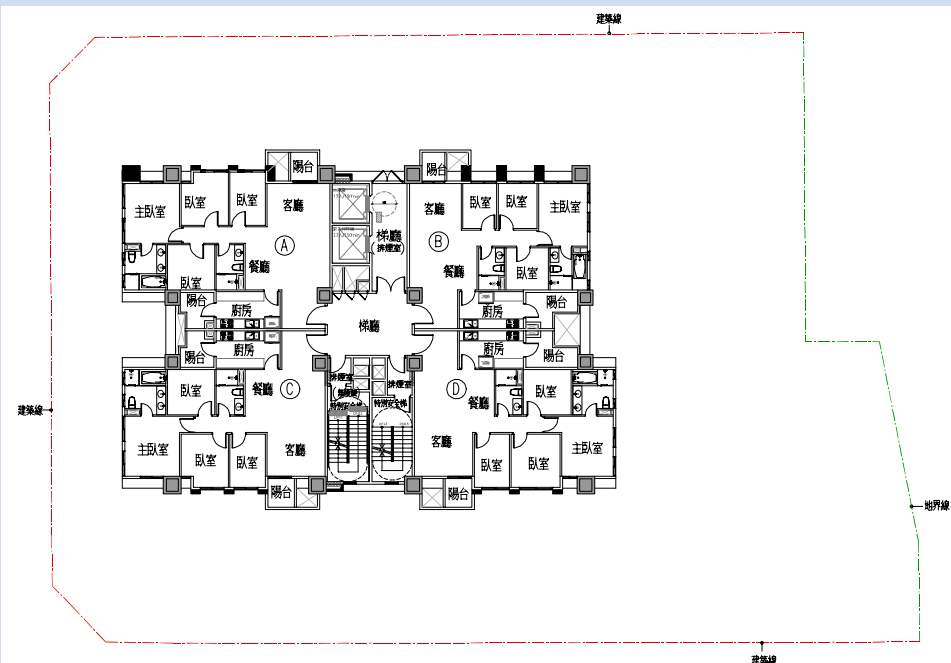 建築線
陽台
陽台
主臥室
臥室
臥室
客廳
客廳
臥室
臥室
主臥室
梯廳
(排煙室)
A
B
餐廳
餐廳
臥室
臥室
陽台
廚房
廚房
陽台
梯廳
陽台
廚房
廚房
陽台
臥室
餐廳
C
排煙室
排煙室
D
餐廳
臥室
特別安全梯
特別安全梯
主臥室
臥室
臥室
客廳
客廳
臥室
臥室
主臥室
陽台
陽台
建築線
地界線
建築線